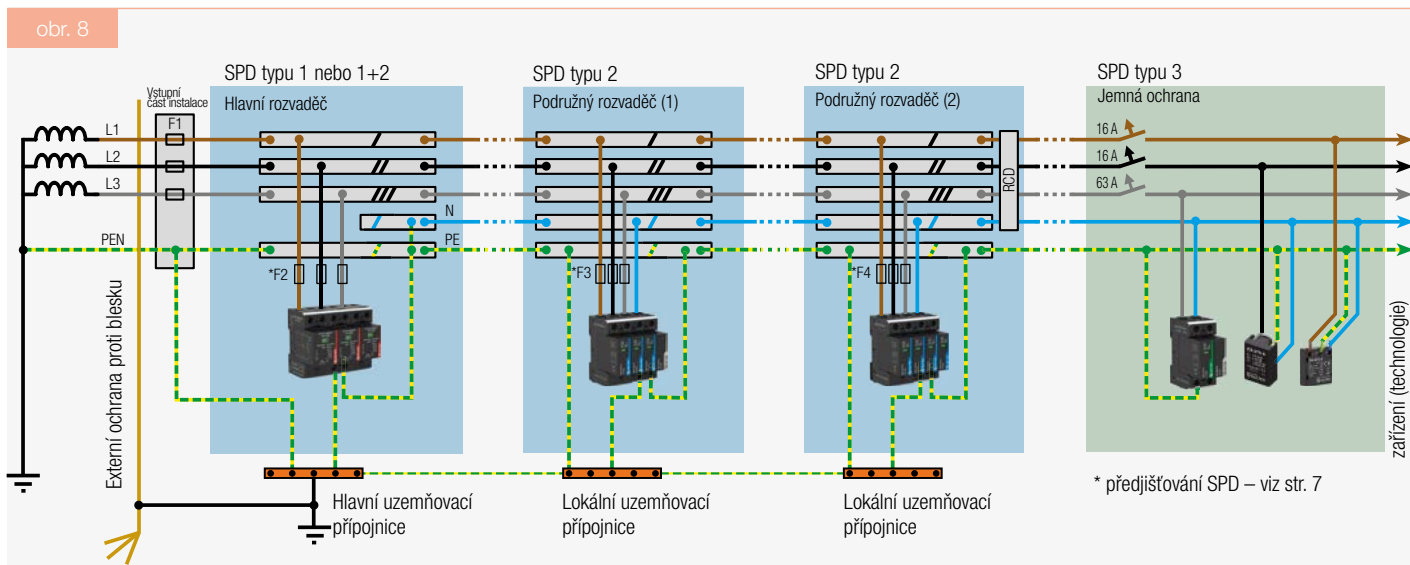 obr. 8
SPD typu 1 nebo 1+2
SPD typu 2
SPD typu 2
SPD typu 3
Vstupní
část instalace
Hlavní rozvaděč
Podružný rozvaděč (1)
Podružný rozvaděč (2)
Jemná ochrana
F1
L1
L2
L3
N
PEN
PE
RCD
16 A
16 A
63 A
*F2
*F3
*F4
Externí ochrana proti blesku
zařízení (technologie)
Hlavní uzemňovací
přípojnice
Lokální uzemňovací
přípojnice
Lokální uzemňovací
přípojnice
* předjišťování SPD – viz str. 7